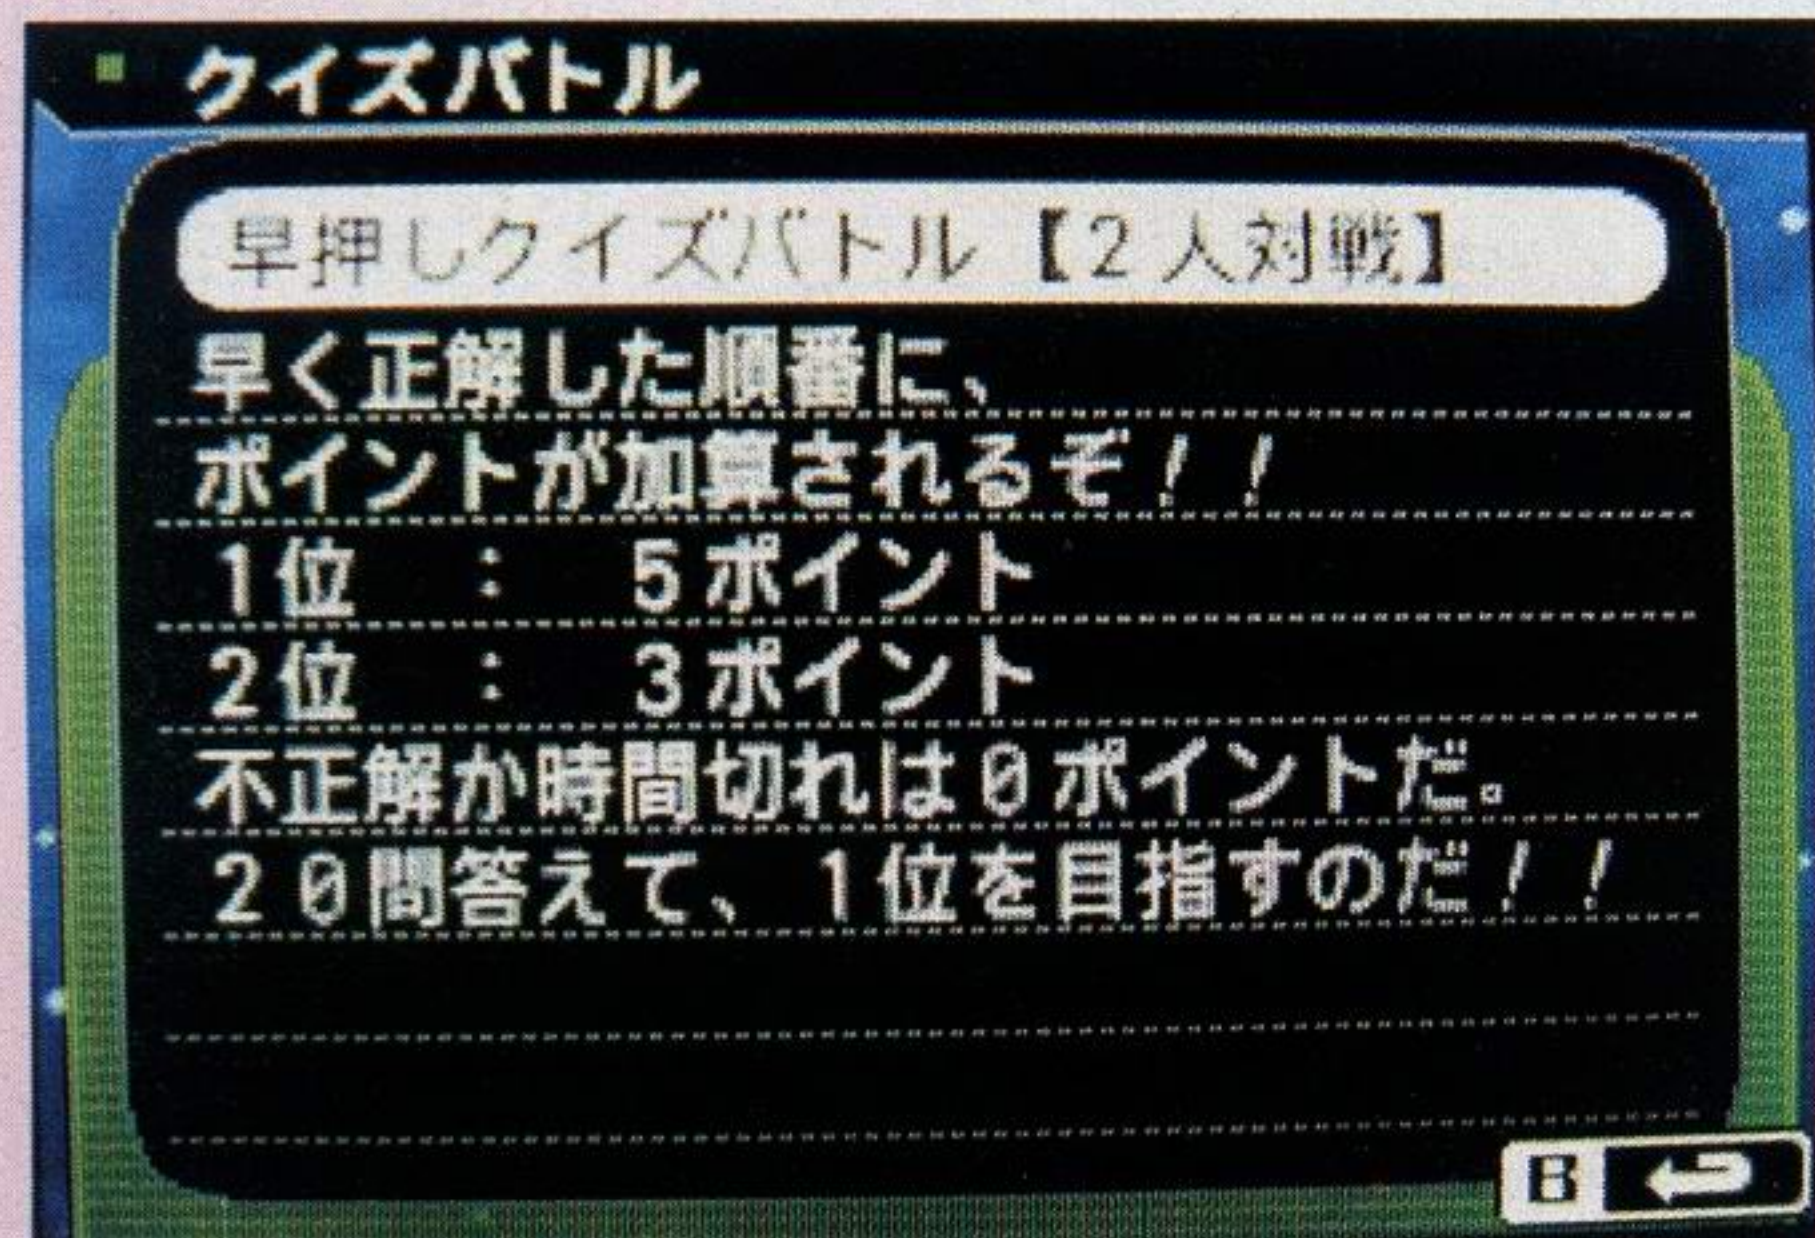 クイズバトル
早押しクイズバトル【2人対戦】
早く正解した順番に、
ポイントが加算されるぞ！！
1位 ： 5ポイント
2位 ： 3ポイント
不正解か時間切れは0ポイントだ。
20問答えて、1位を目指すのだ！！
B